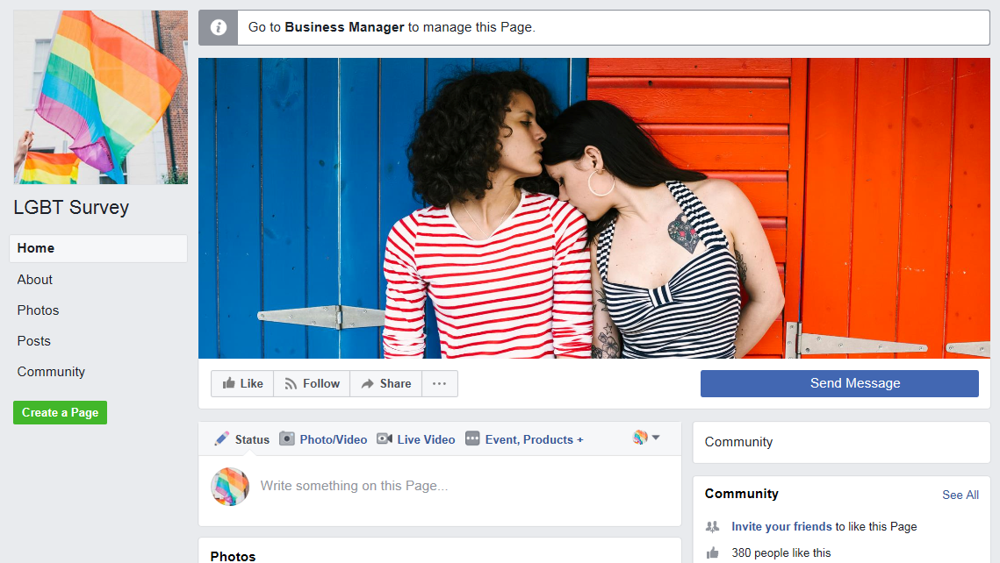 Go to Business Manager to manage this Page.
LGBT Survey
Home
About
Photos
Posts
Community
Create a Page
Like
Follow
Share
Send Message
Status
Photo/Video
Live Video
Event, Products +
Write something on this Page...
Photos
Community
Community
See All
Invite your friends to like this Page
380 people like this